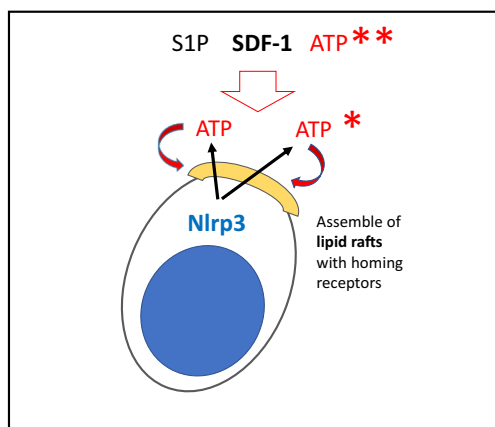 S1P SDF-1 ATP**
ATP ATP *
Nlrp3
Assemble of
lipid rafts
with homing
receptors